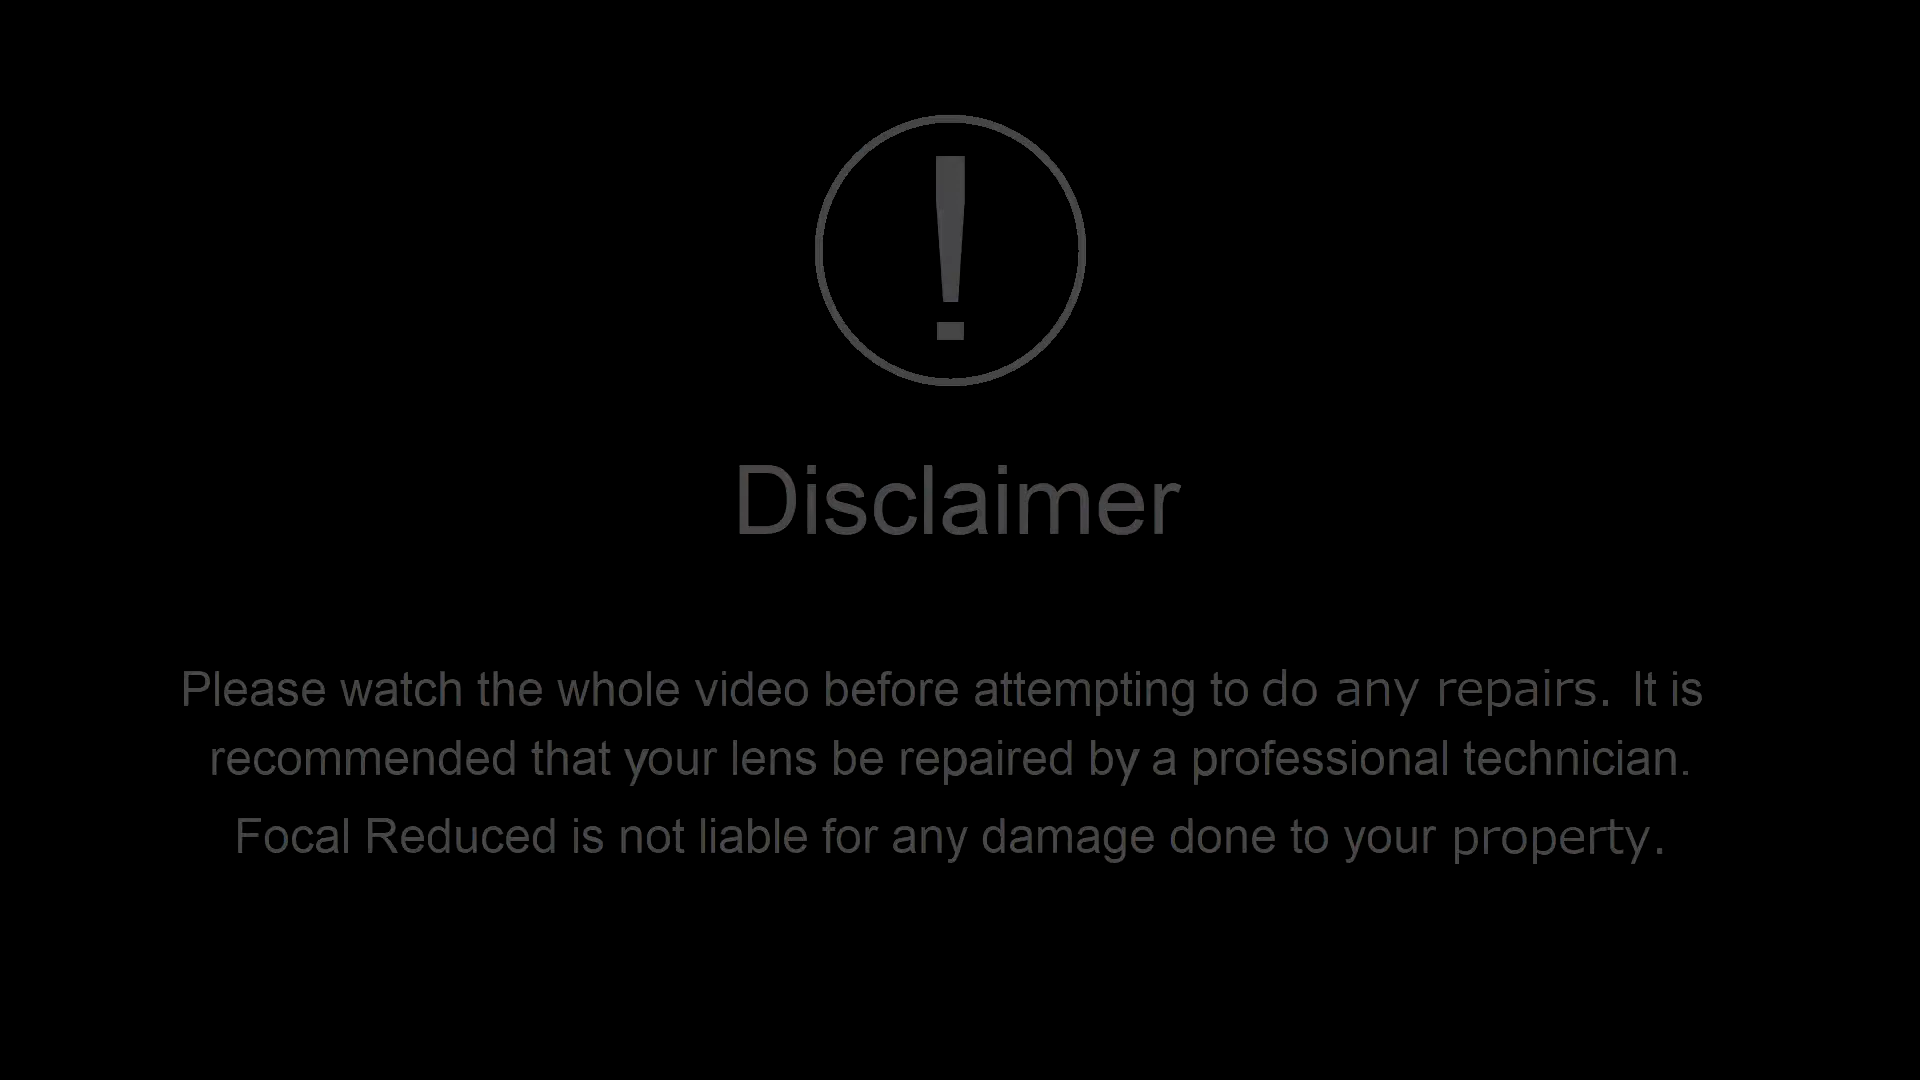 !
Disclaimer
Please watch the whole video before attempting to do any repairs. It is
recommended that your lens be repaired by a professional technician.
Focal Reduced is not liable for any damage done to your property.